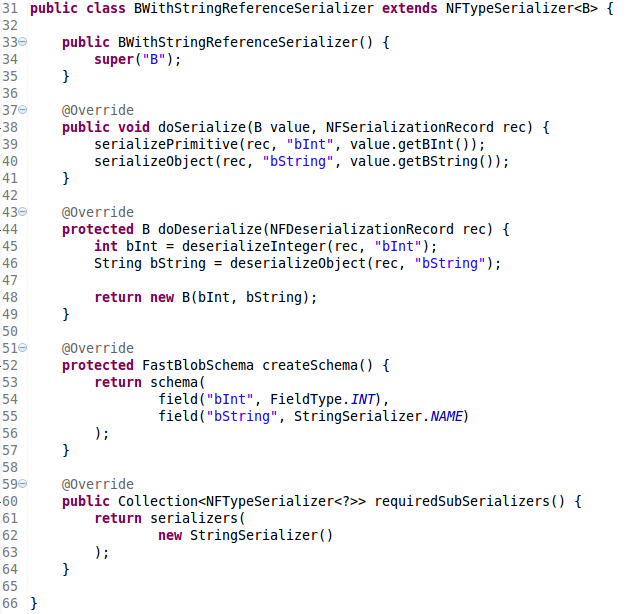 31 public class BWithStringReferenceSerializer extends NFTypeSerializer<B> {
32
33     public BWithStringReferenceSerializer() {
34         super("B");
35     }
36
37     @Override
38     public void doSerialize(B value, NFSerializationRecord rec) {
39         serializePrimitive(rec, "bInt", value.getBInt());
40         serializeObject(rec, "bString", value.getBString());
41     }
42
43     @Override
44     protected B doDeserialize(NFDeserializationRecord rec) {
45         int bInt = deserializeInteger(rec, "bInt");
46         String bString = deserializeObject(rec, "bString");
47
48         return new B(bInt, bString);
49     }
50
51     @Override
52     protected FastBlobSchema createSchema() {
53         return schema(
54                 field("bInt", FieldType.INT),
55                 field("bString", StringSerializer.NAME)
56         );
57     }
58
59     @Override
60     public Collection<NFTypeSerializer<?>> requiredSubSerializers() {
61         return serializers(
62                 new StringSerializer()
63         );
64     }
65
66 }